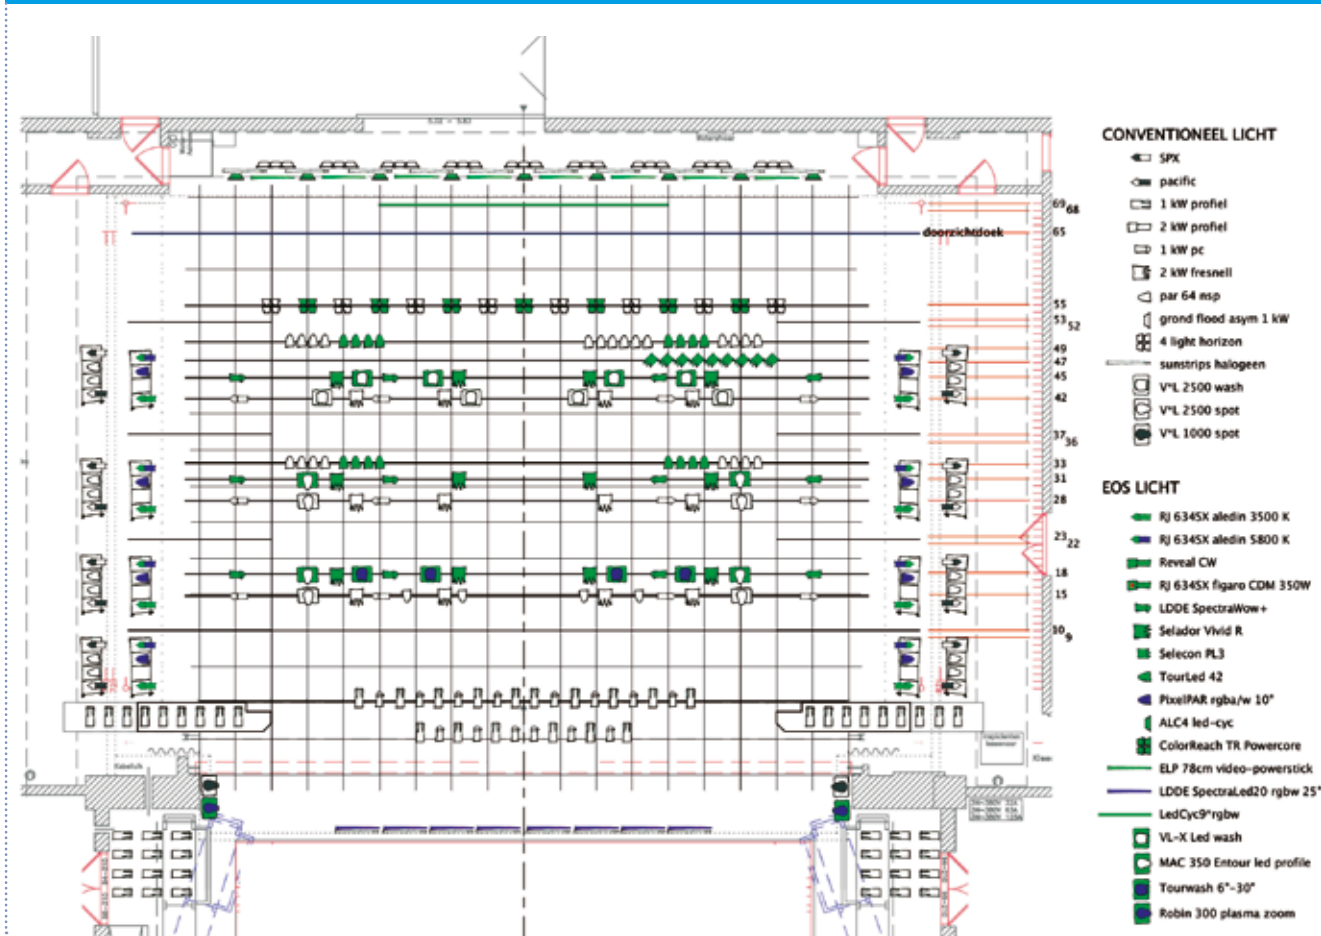 CONVENTIONEEL LICHT
SPX
pacific
1 kW profiel
2 kW profiel
1 kW pc
2 kW fresnell
par 64 nsp
grond flood asym 1 kW
4 light horizon
sunstrips halogeen
V*L 2500 wash
V*L 2500 spot
V*L 1000 spot
EOS LICHT
RJ 634SX aledin 3500 K
RJ 634SX aledin 5800 K
Reveal CW
RJ 634SX figaro CDM 350W
LDDE SpectraWow+
Selador Vivid R
Selecon PL3
TourLed 42
PixelPAR rgba/w 10°
ALC4 led-cyc
ColorReach TR Powercore
ELP 78cm video-powerstick
LDDE SpectraLed20 rgbw 25°
LedCyc9*rgbw
VL-X Led wash
MAC 350 Entour led profile
Tourwash 6°-30°
Robin 300 plasma zoom
doorzichtdoek
69
68
65
55
53
52
49
47
45
42
37
36
33
31
28
23
22
18
15
10
9